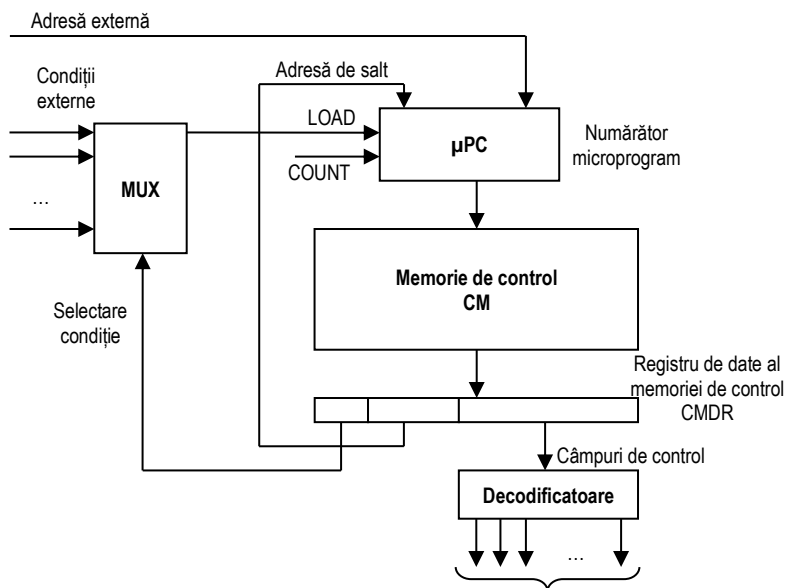 Adresă externă
Condiții
externe
Adresă de salt
LOAD
COUNT
µPC
Numărător
microprogram
MUX
...
Memorie de control
CM
Selectare
condiție
Registru de date al
memoriei de control
CMDR
Câmpuri de control
Decodificatoare
...